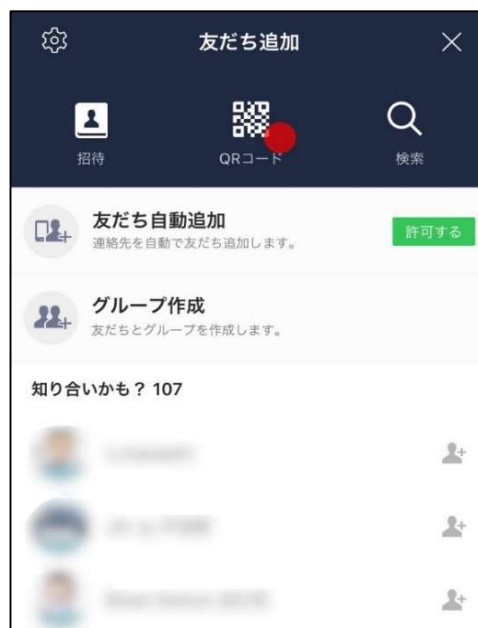 友だち追加
招待
QRコード
検索
友だち自動追加
連絡先を自動で友だち追加します。
許可する
グループ作成
友だちとグループを作成します。
知り合いかも？ 107